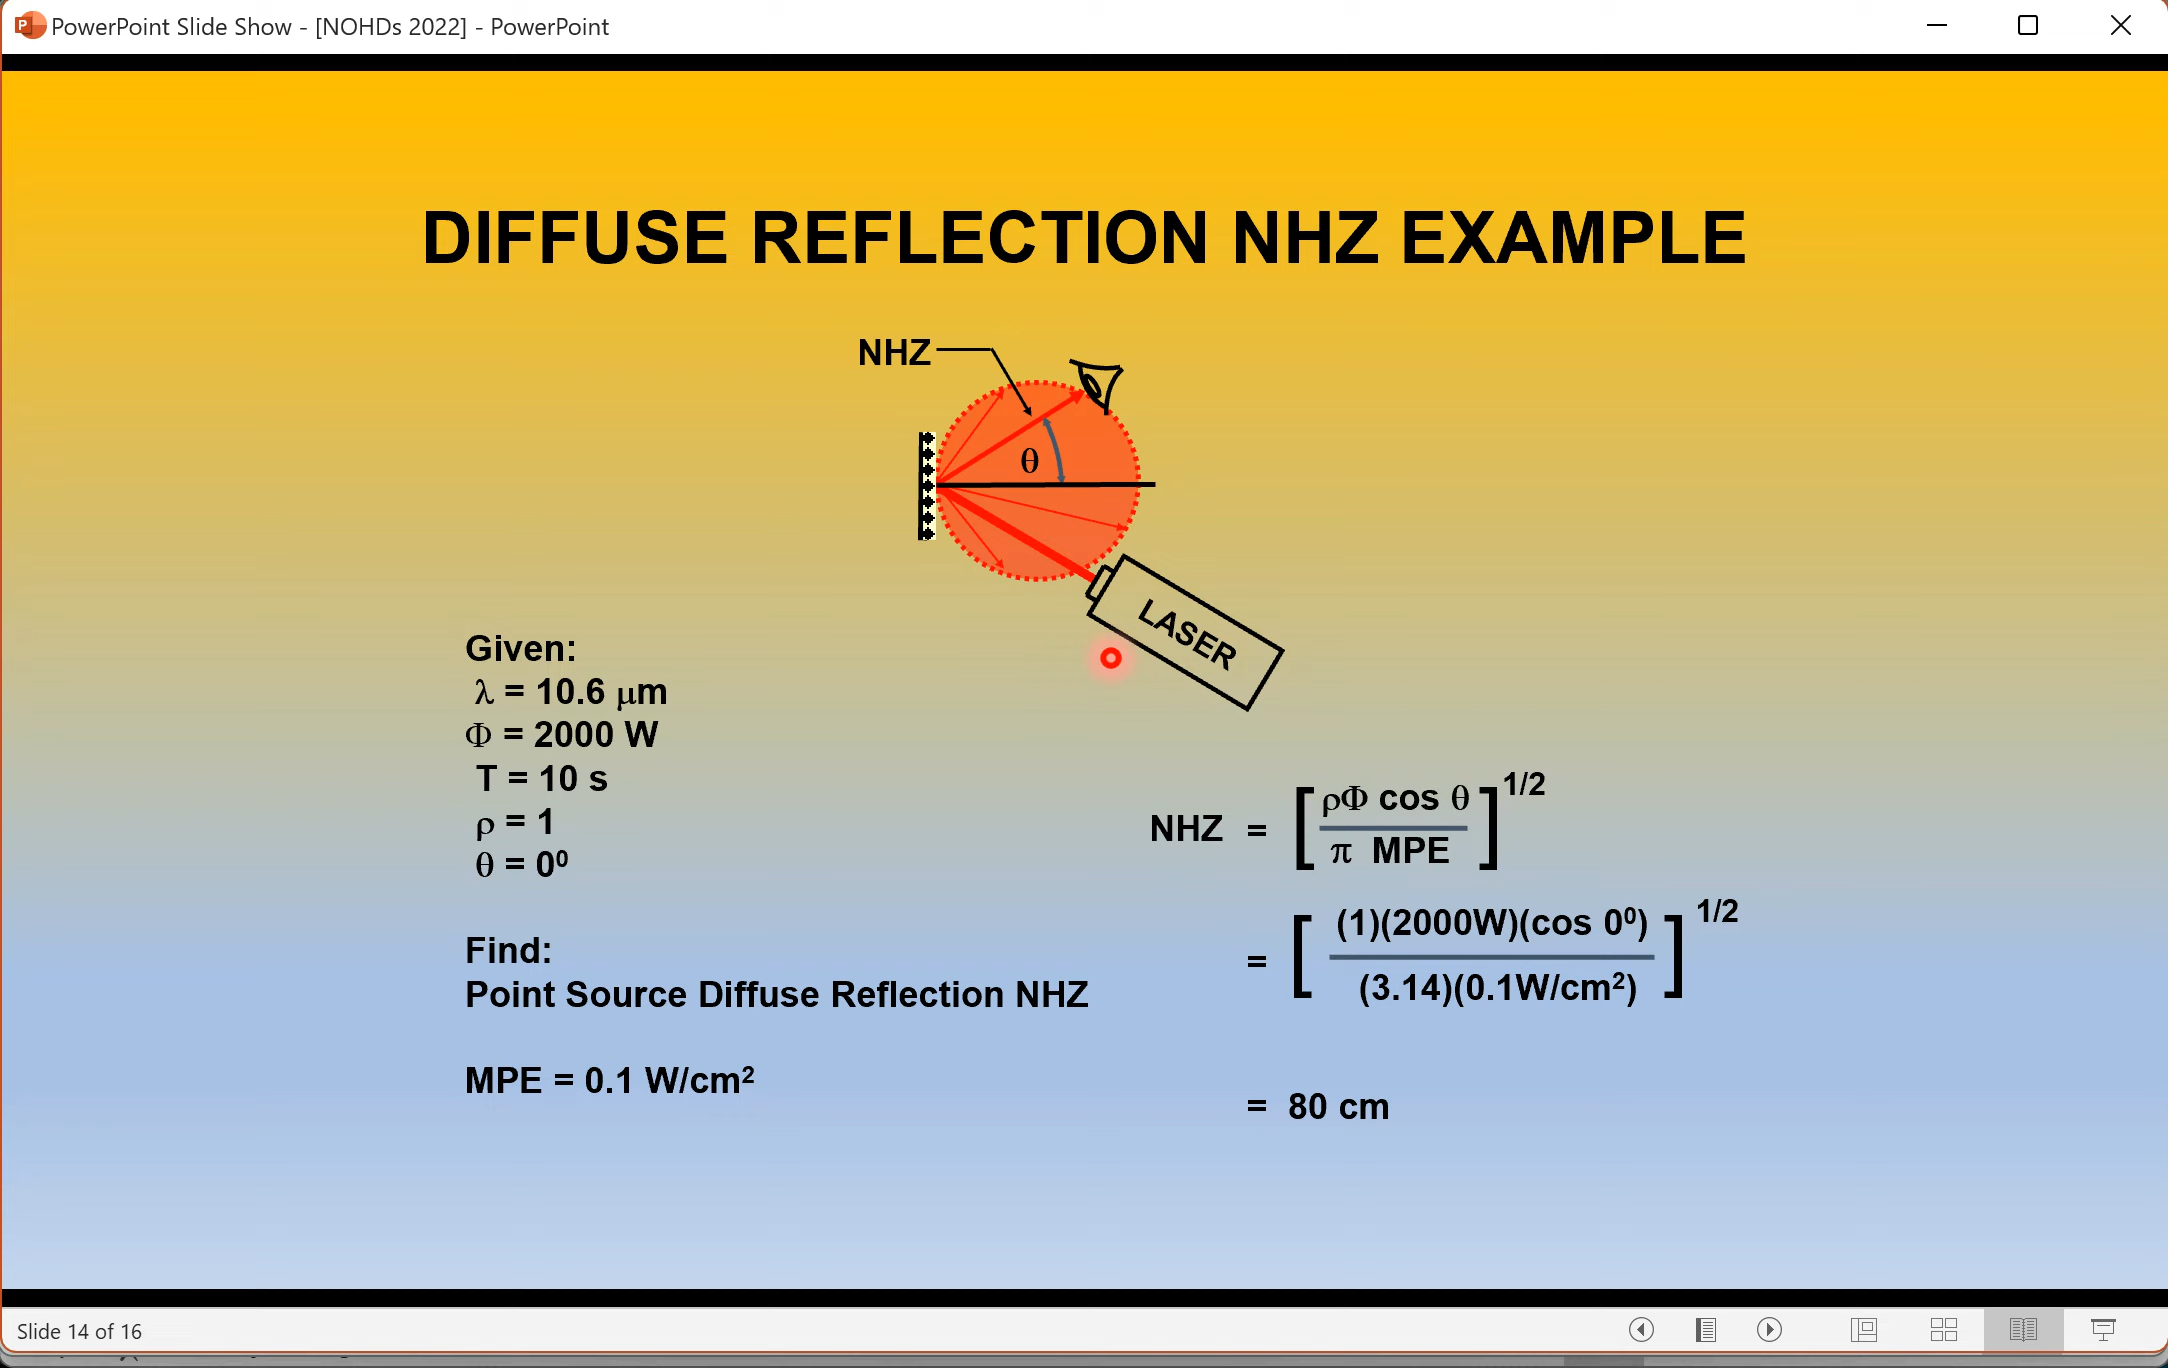 PowerPoint Slide Show - [NOHDs 2022] - PowerPoint
DIFFUSE REFLECTION NHZ EXAMPLE
NHZ
θ
LASER
Given:
λ = 10.6 μm
Φ = 2000 W
T = 10 s
ρ = 1
θ = 0⁰
Find:
Point Source Diffuse Reflection NHZ
MPE = 0.1 W/cm²
NHZ = [ρΦ cos θ / π MPE]^1/2
= [(1)(2000W)(cos 0⁰) / (3.14)(0.1W/cm²)]^1/2
= 80 cm
Slide 14 of 16